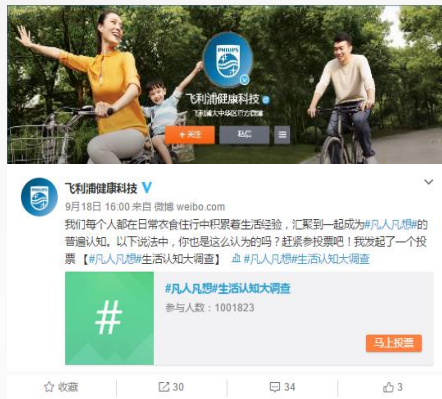 PHILIPS
飞利浦健康科技
飞利浦大中华区官方微博
+关注
私信
飞利浦健康科技
9月18日 16:00 来自 微博 weibo.com
我们每个人都在日常衣食住行中积累着生活经验，汇聚到一起成为#凡人凡想#的
普遍认知。以下说法中，你也是这么认为的吗？赶紧参投票吧！我发起了一个投
票 【#凡人凡想#生活认知大调查】 #凡人凡想#生活认知大调查
#
#凡人凡想#生活认知大调查
参与人数：1001823
马上投票
收藏
30
34
3